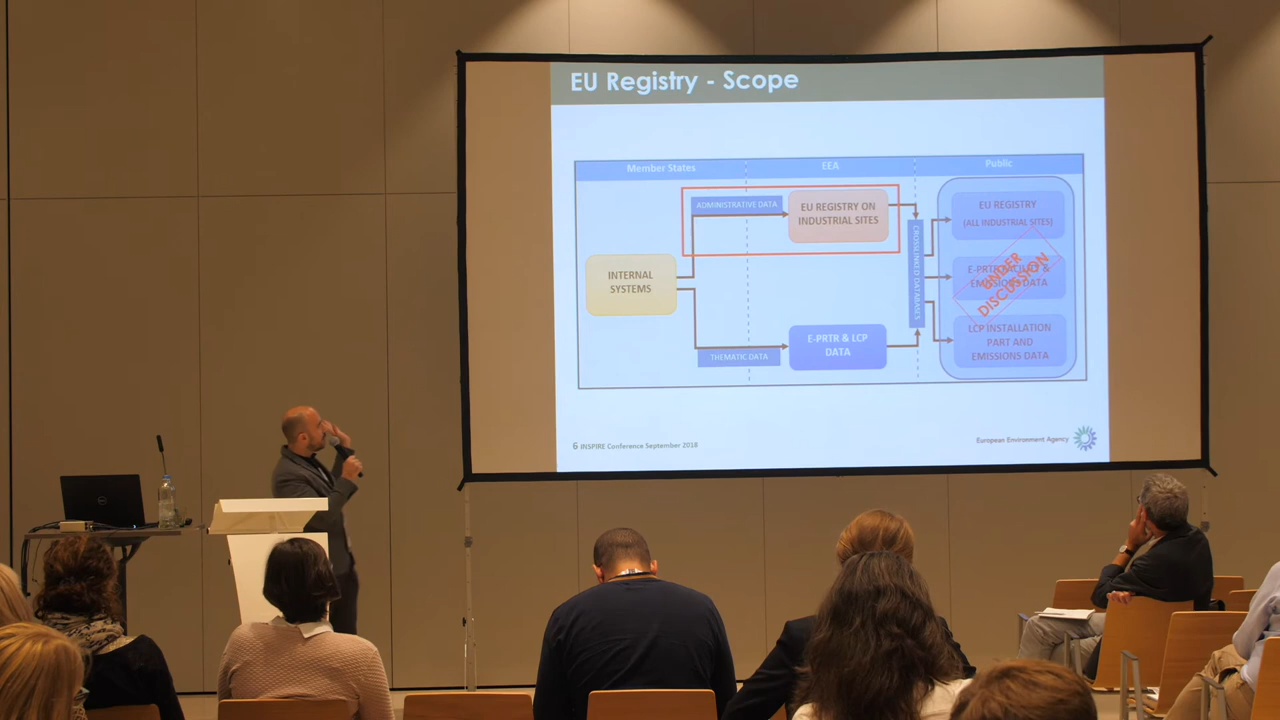 EU Registry - Scope
Member States
EEA
Public
ADMINISTRATIVE DATA
EU REGISTRY ON
INDUSTRIAL SITES
INTERNAL
SYSTEMS
THEMATIC DATA
E-PRTR & LCP
DATA
CROSSLINKED DATABASES
EU REGISTRY
(ALL INDUSTRIAL SITES)
E-PRTR FACILITY &
EMISSIONS DATA
UNDER
DISCUSSION
LCP INSTALLATION
PART AND
EMISSIONS DATA
6 INSPIRE Conference September 2018
European Environment Agency